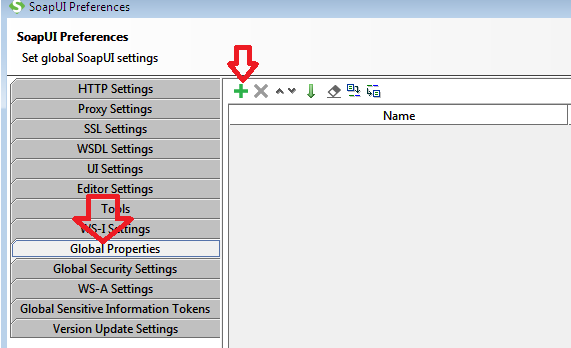 SoapUI Preferences
SoapUI Preferences
Set global SoapUI settings
HTTP Settings
Proxy Settings
SSL Settings
WSDL Settings
UI Settings
Editor Settings
Tools
WS-I Settings
Global Properties
Global Security Settings
WS-A Settings
Global Sensitive Information Tokens
Version Update Settings
Name